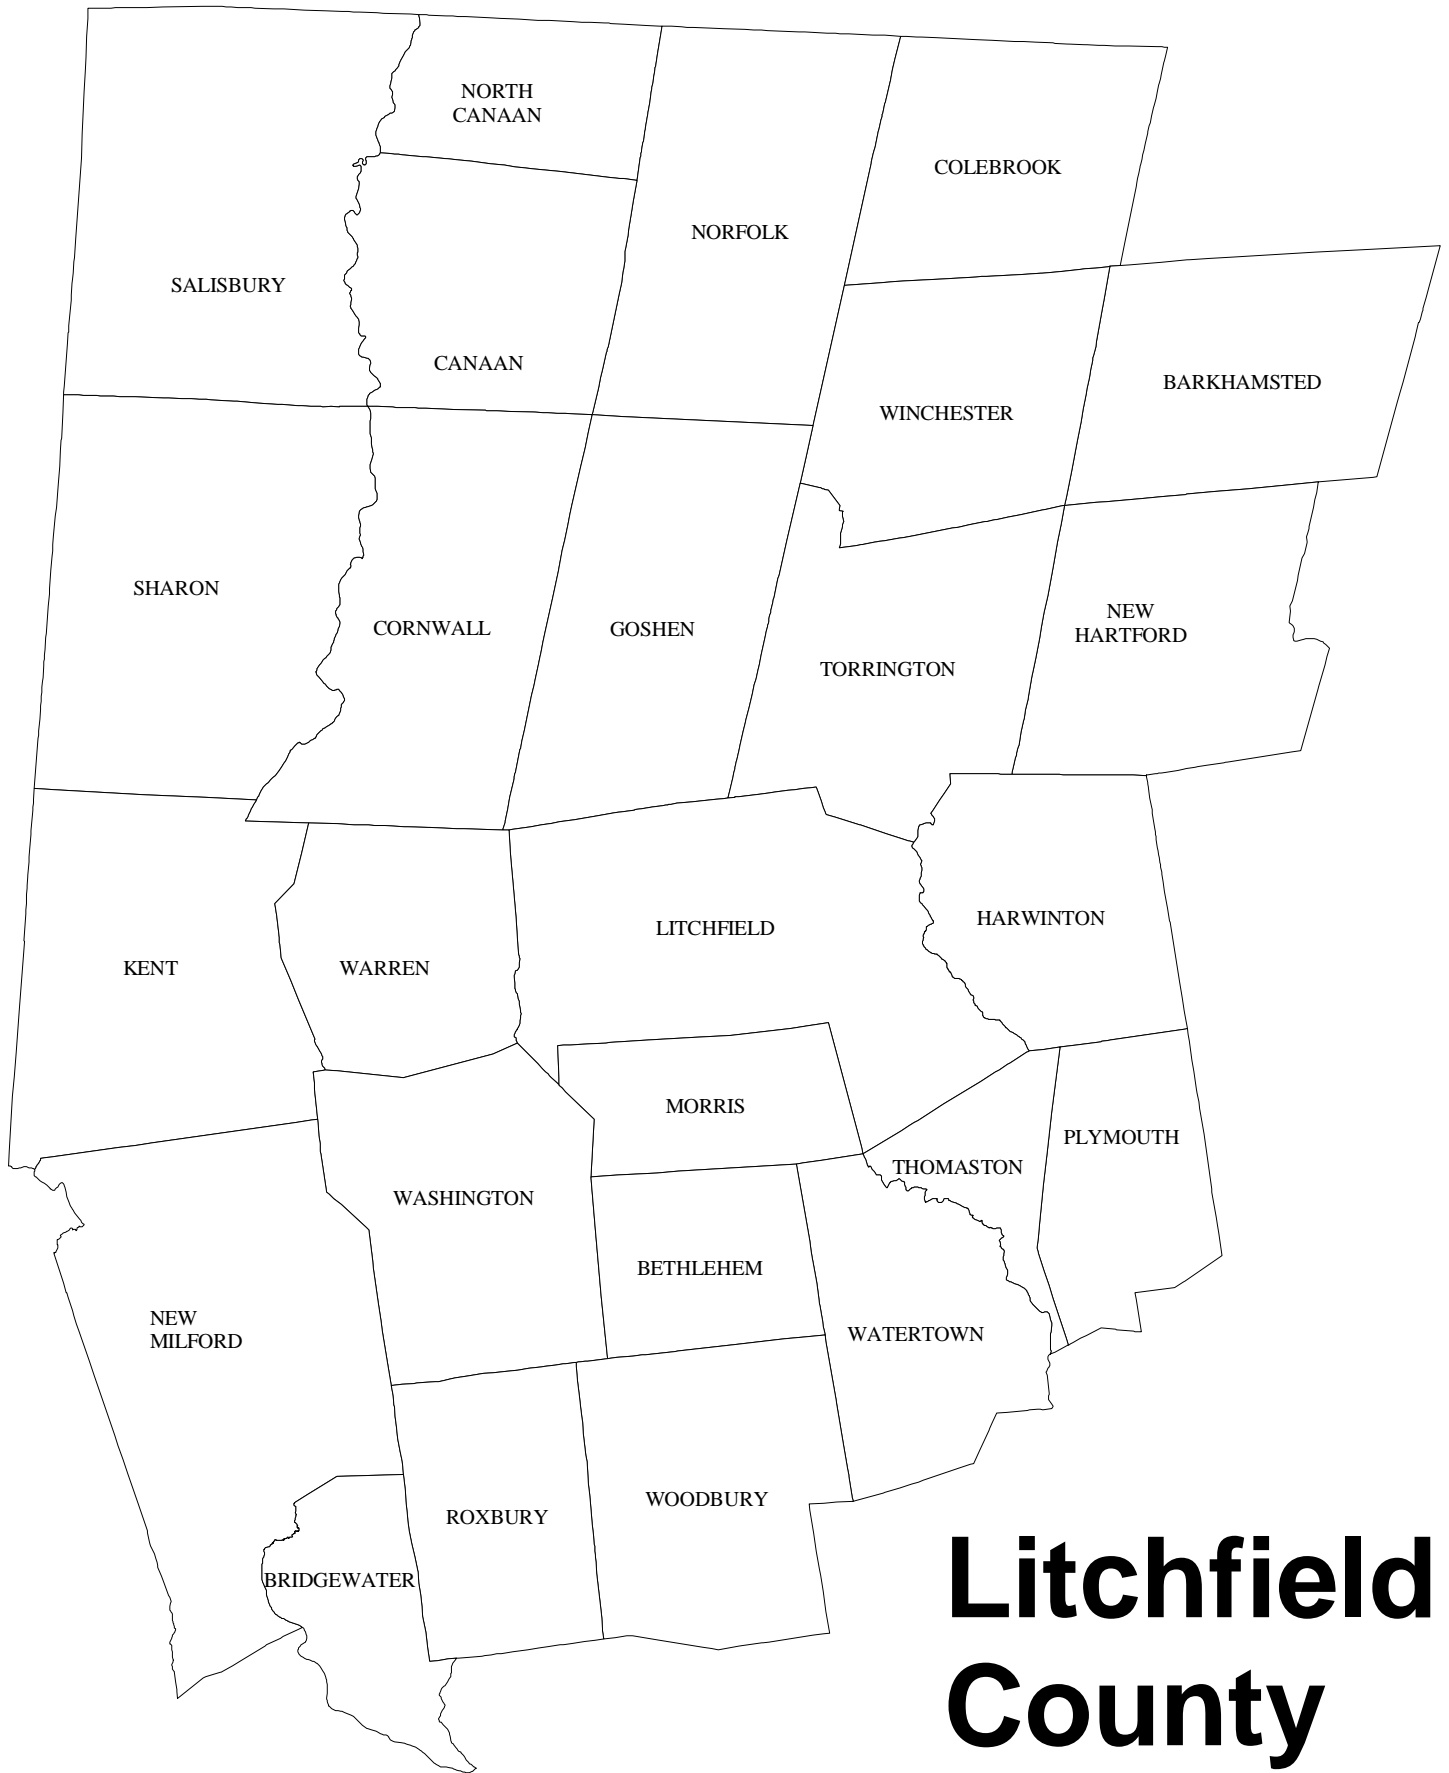 NORTH
CANAAN
COLEBROOK
NORFOLK
SALISBURY
CANAAN
BARKHAMSTED
WINCHESTER
SHARON
CORNWALL
GOSHEN
NEW
HARTFORD
TORRINGTON
LITCHFIELD
HARWINTON
KENT
WARREN
MORRIS
PLYMOUTH
THOMASTON
WASHINGTON
BETHLEHEM
NEW
MILFORD
WATERTOWN
WOODBURY
ROXBURY
BRIDGEWATER
Litchfield
County